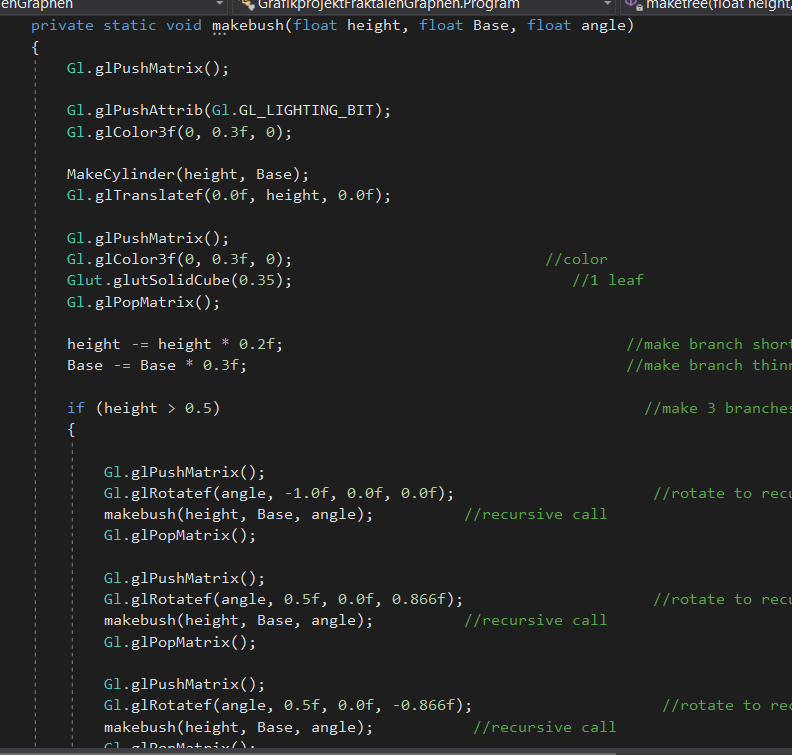 enGraphen GrafikprojektFraktalenGraphen.Program maketree(float height,
private static void makebush(float height, float Base, float angle)
{
Gl.glPushMatrix();
Gl.glPushAttrib(Gl.GL_LIGHTING_BIT);
Gl.glColor3f(0, 0.3f, 0);
MakeCylinder(height, Base);
Gl.glTranslatef(0.0f, height, 0.0f);
Gl.glPushMatrix();
Gl.glColor3f(0, 0.3f, 0); //color
Glut.glutSolidCube(0.35); //1 leaf
Gl.glPopMatrix();
height -= height * 0.2f; //make branch short
Base -= Base * 0.3f; //make branch thinn
if (height > 0.5) //make 3 branches
{
Gl.glPushMatrix();
Gl.glRotatef(angle, -1.0f, 0.0f, 0.0f); //rotate to recu
makebush(height, Base, angle); //recursive call
Gl.glPopMatrix();
Gl.glPushMatrix();
Gl.glRotatef(angle, 0.5f, 0.0f, 0.866f); //rotate to recu
makebush(height, Base, angle); //recursive call
Gl.glPopMatrix();
Gl.glPushMatrix();
Gl.glRotatef(angle, 0.5f, 0.0f, -0.866f); //rotate to rec
makebush(height, Base, angle); //recursive call
Gl.glPopMatrix();